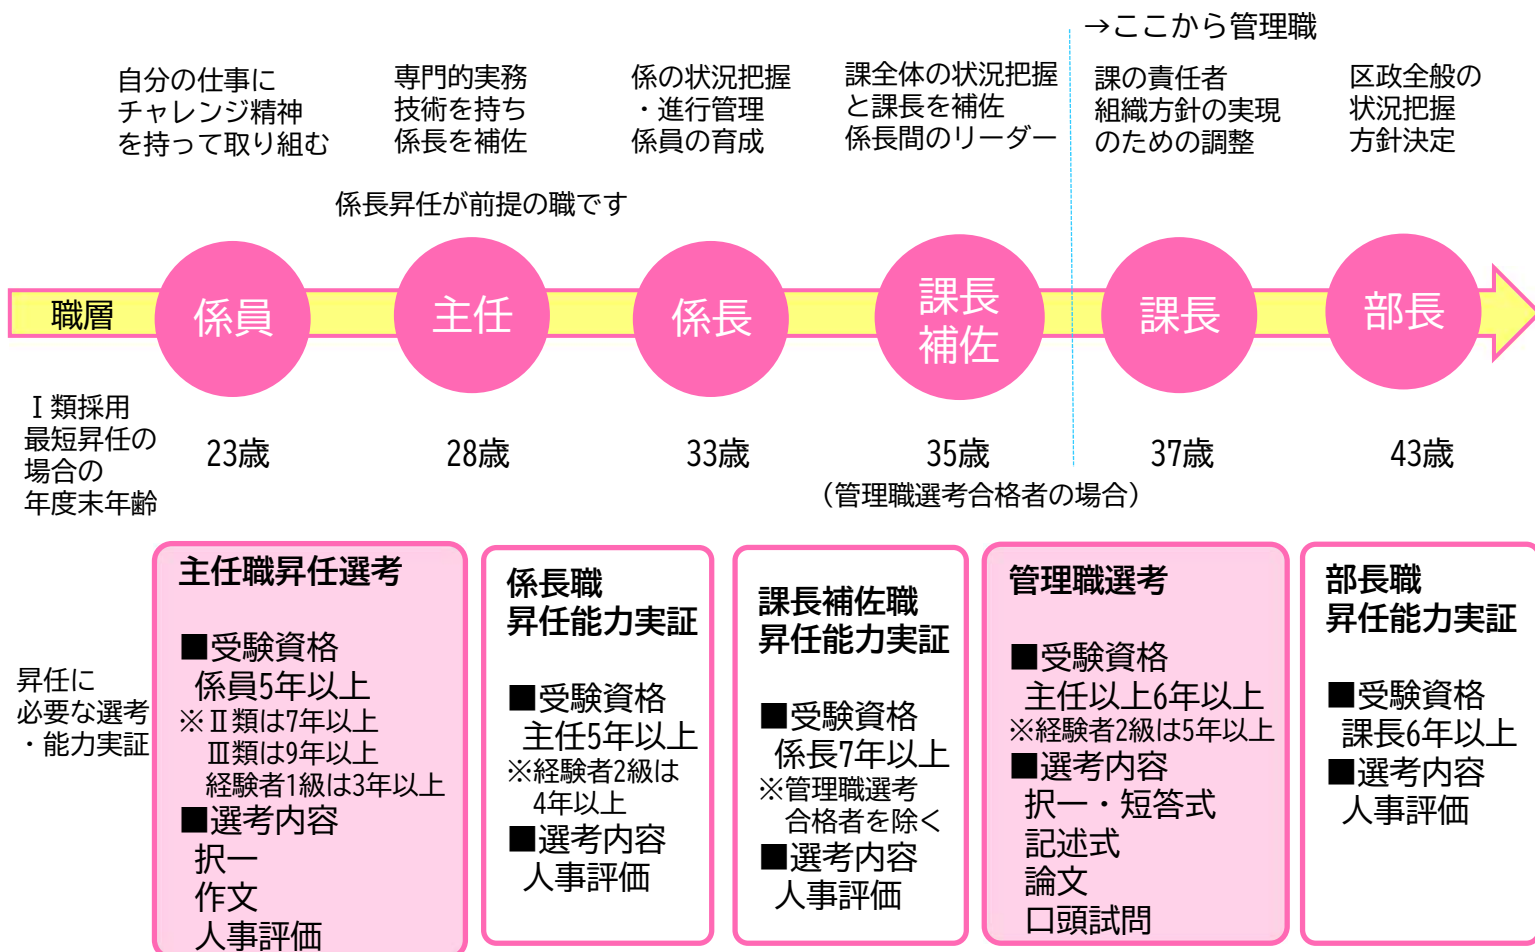 →ここから管理職
自分の仕事に
チャレンジ精神
を持って取り組む
専門的実務
技術を持ち
係長を補佐
係の状況把握
・進行管理
係員の育成
課全体の状況把握
と課長を補佐
係長間のリーダー
課の責任者
組織方針の実現
のための調整
区政全般の
状況把握
方針決定
係長昇任が前提の職です
職層
係員
主任
係長
課長
補佐
課長
部長
Ⅰ類採用
最短昇任の
場合の
年度末年齢
23歳
28歳
33歳
35歳
37歳
43歳
（管理職選考合格者の場合）
昇任に
必要な選考
・能力実証
主任職昇任選考
■受験資格
係員5年以上
※Ⅱ類は7年以上
Ⅲ類は9年以上
経験者1級は3年以上
■選考内容
択一
作文
人事評価
係長職
昇任能力実証
■受験資格
主任5年以上
※経験者2級は
4年以上
■選考内容
人事評価
課長補佐職
昇任能力実証
■受験資格
係長7年以上
※管理職選考
合格者を除く
■選考内容
人事評価
管理職選考
■受験資格
主任以上6年以上
※経験者2級は5年以上
■選考内容
択一・短答式
記述式
論文
口頭試問
部長職
昇任能力実証
■受験資格
課長6年以上
■選考内容
人事評価